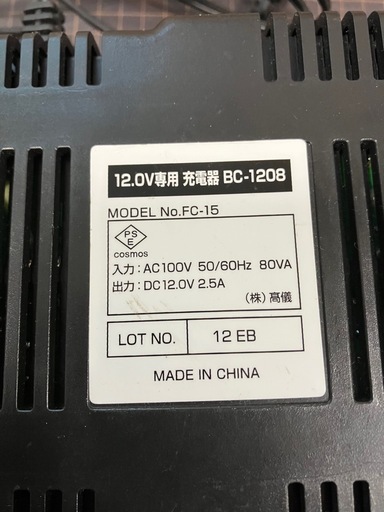 12.0V専用 充電器 BC-1208
MODEL No.FC-15
PS
E
cosmos
入力:AC100V 50/60Hz 80VA
出力:DC12.0V 2.5A
(株)高儀
LOT NO. 12 EB
MADE IN CHINA